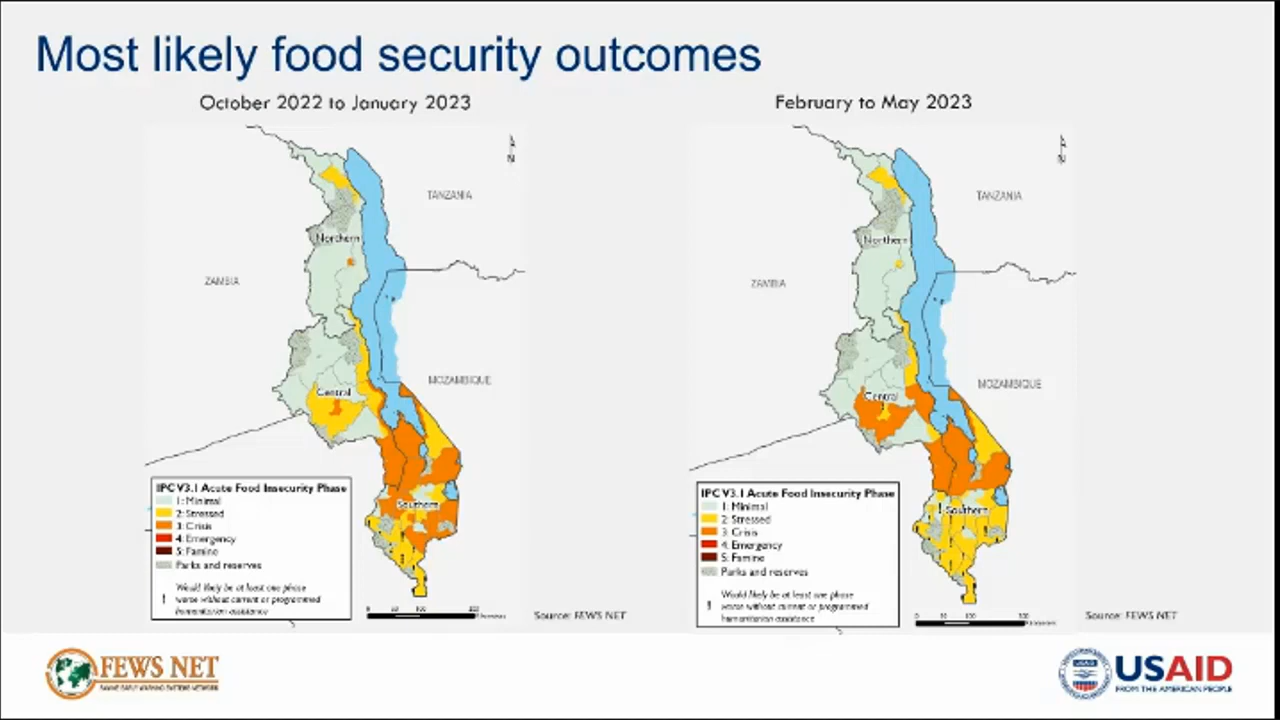 Most likely food security outcomes
October 2022 to January 2023
TANZANIA
Northern
ZAMBIA
Central
MOZAMBIQUE
Southern
IPC V3.1 Acute Food Insecurity Phase
1: Minimal
2: Stressed
3: Crisis
4: Emergency
5: Famine
Parks and reserves
! Would likely be at least one phase
worse without current or programmed
humanitarian assistance
Source: FEWS NET
February to May 2023
N
TANZANIA
Northern
ZAMBIA
Central
MOZAMBIQUE
Southern
IPC V3.1 Acute Food Insecurity Phase
1: Minimal
2: Stressed
3: Crisis
4: Emergency
5: Famine
Parks and reserves
! Would likely be at least one phase
worse without current or programmed
humanitarian assistance
Source: FEWS NET
FEWS NET
FAMINE EARLY WARNING SYSTEMS NETWORK
USAID
FROM THE AMERICAN PEOPLE